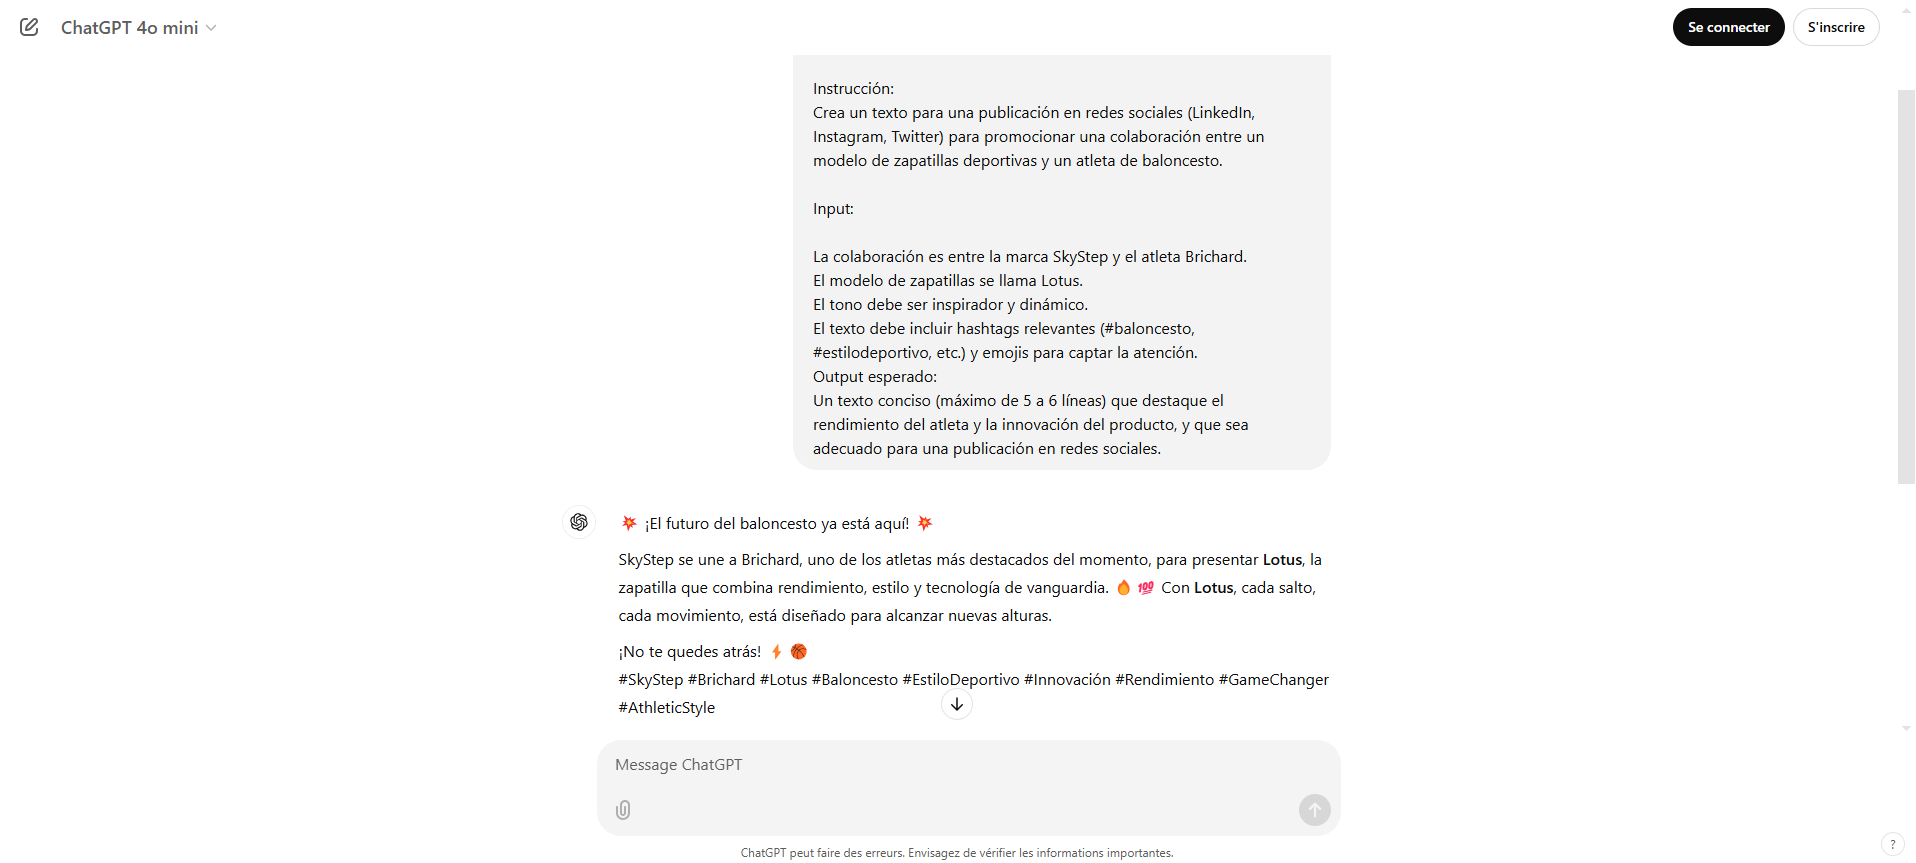 ChatGPT 4o mini
Se connecter
S'inscrire
Instrucción:
Crea un texto para una publicación en redes sociales (LinkedIn,
Instagram, Twitter) para promocionar una colaboración entre un
modelo de zapatillas deportivas y un atleta de baloncesto.
Input:
La colaboración es entre la marca SkyStep y el atleta Brichard.
El modelo de zapatillas se llama Lotus.
El tono debe ser inspirador y dinámico.
El texto debe incluir hashtags relevantes (#baloncesto,
#estilodeportivo, etc.) y emojis para captar la atención.
Output esperado:
Un texto conciso (máximo de 5 a 6 líneas) que destaque el
rendimiento del atleta y la innovación del producto, y que sea
adecuado para una publicación en redes sociales.
💥 ¡El futuro del baloncesto ya está aquí! 💥
SkyStep se une a Brichard, uno de los atletas más destacados del momento, para presentar Lotus, la
zapatilla que combina rendimiento, estilo y tecnología de vanguardia. 🔥 💯 Con Lotus, cada salto,
cada movimiento, está diseñado para alcanzar nuevas alturas.
¡No te quedes atrás! ⚡ 🏀
#SkyStep #Brichard #Lotus #Baloncesto #EstiloDeportivo #Innovación #Rendimiento #GameChanger
#AthleticStyle
Message ChatGPT
ChatGPT peut faire des erreurs. Envisagez de vérifier les informations importantes.
?